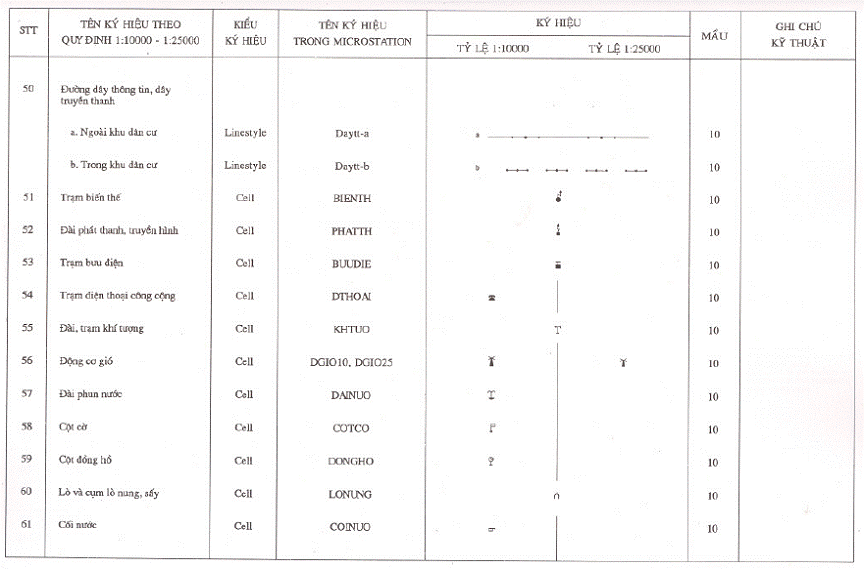 STT TÊN KÝ HIỆU THEO QUY ĐỊNH 1:10000 - 1:25000 KIỂU KÝ HIỆU TÊN KÝ HIỆU TRONG MICROSTATION KÝ HIỆU MẦU GHI CHÚ KỸ THUẬT
TỶ LỆ 1:10000 TỶ LỆ 1:25000
50 Đường dây thông tin, dây
truyền thanh
a. Ngoài khu dân cư Linestyle Daytt-a a 10
b. Trong khu dân cư Linestyle Daytt-b b 10
51 Trạm biến thế Cell BIENTH 10
52 Đài phát thanh, truyền hình Cell PHATTH 10
53 Trạm bưu điện Cell BUUDIE 10
54 Trạm điện thoại công cộng Cell DTHOAI 10
55 Đài, trạm khí tượng Cell KHTUO 10
56 Động cơ gió Cell DGIO10, DGIO25 10
57 Đài phun nước Cell DAINUO 10
58 Cột cờ Cell COTCO 10
59 Cột đồng hồ Cell DONGHO 10
60 Lò và cụm lò nung, sấy Cell LONUNG 10
61 Cối nước Cell COINUO 10